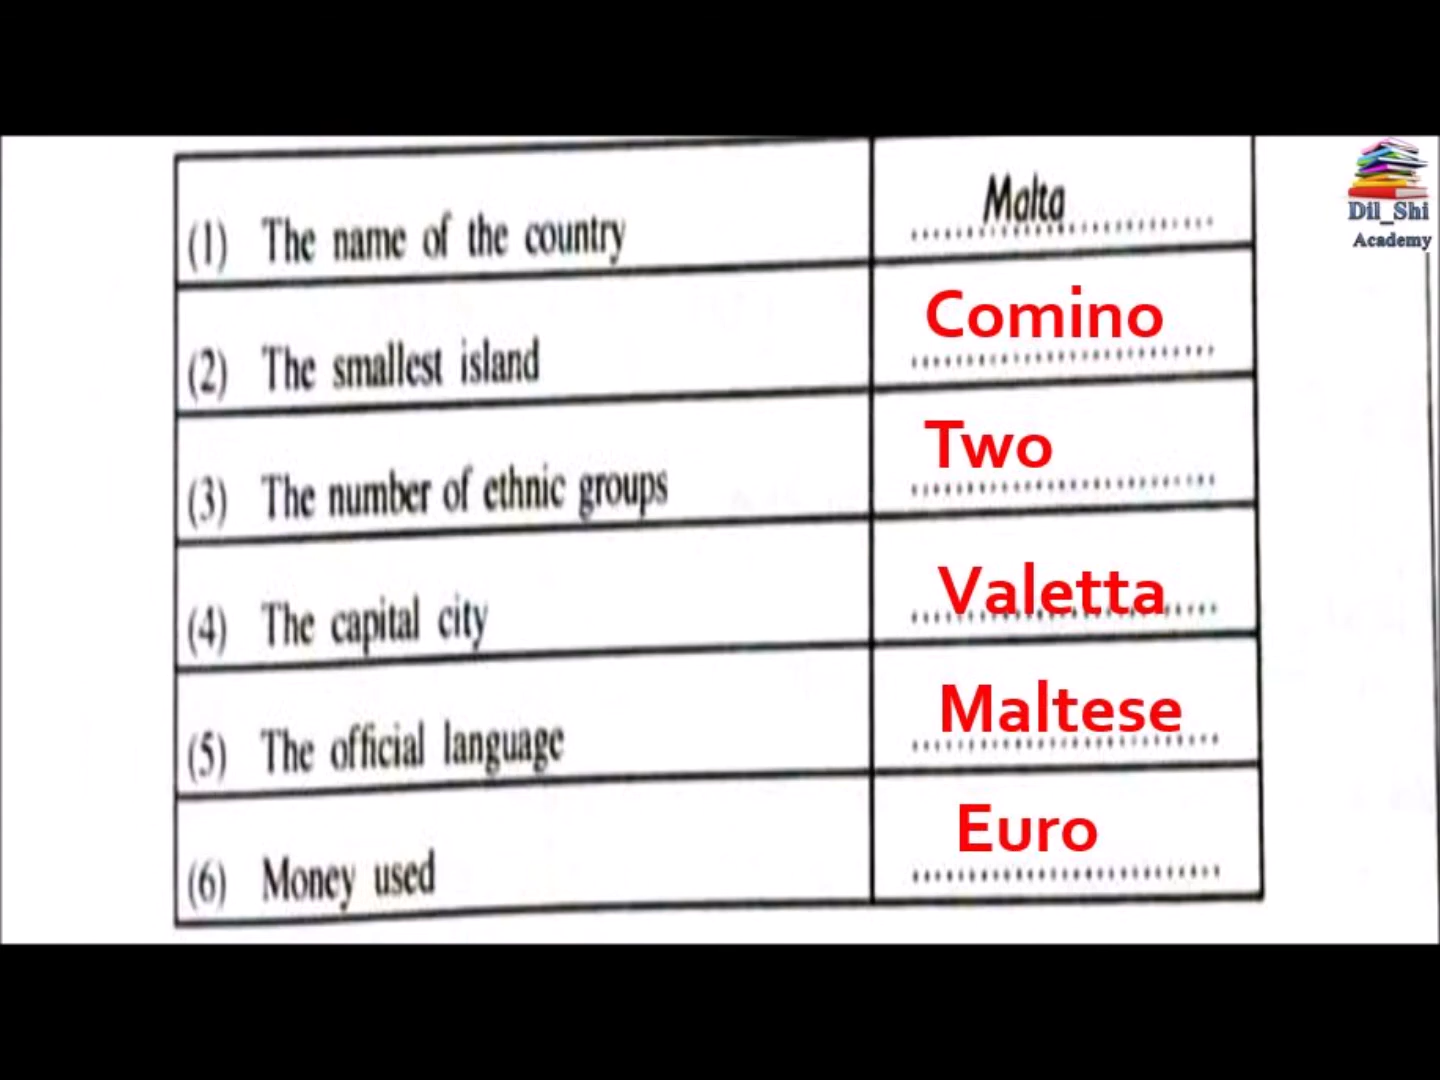 (1) The name of the country Malta
(2) The smallest island Comino
(3) The number of ethnic groups Two
(4) The capital city Valetta
(5) The official language Maltese
(6) Money used Euro
Dil_Shi
Academy